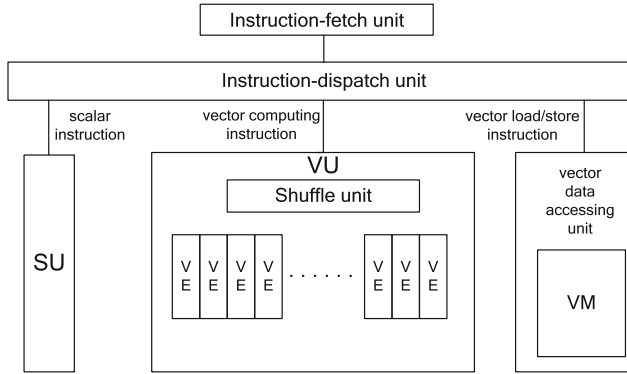 Instruction-fetch unit
Instruction-dispatch unit
scalar
instruction
vector computing
instruction
vector load/store
instruction
SU
VU
Shuffle unit
V
E
V
E
V
E
V
E
. . . . . .
V
E
V
E
V
E
vector
data
accessing
unit
VM